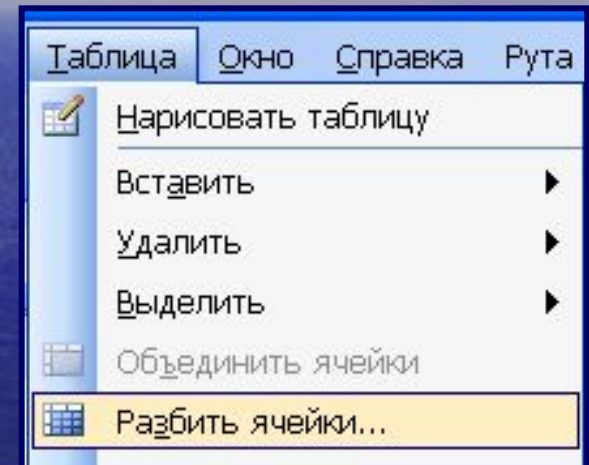 Таблица Окно Справка Рута
Нарисовать таблицу
Вставить
Удалить
Выделить
Объединить ячейки
Разбить ячейки...